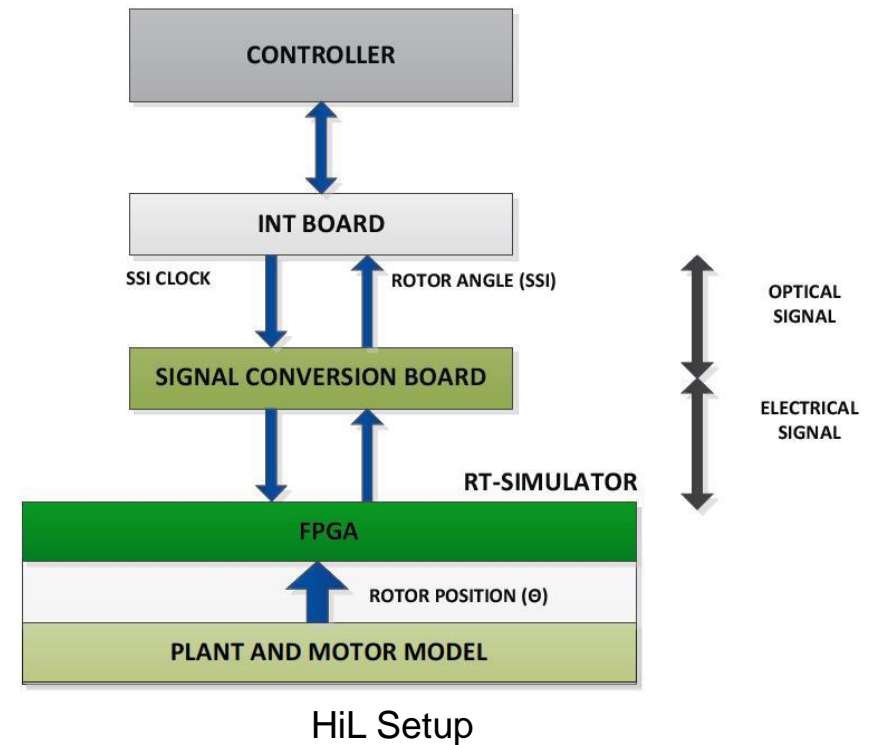 CONTROLLER
INT BOARD
SSI CLOCK
ROTOR ANGLE (SSI)
OPTICAL
SIGNAL
SIGNAL CONVERSION BOARD
ELECTRICAL
SIGNAL
RT-SIMULATOR
FPGA
ROTOR POSITION (Θ)
PLANT AND MOTOR MODEL
HiL Setup